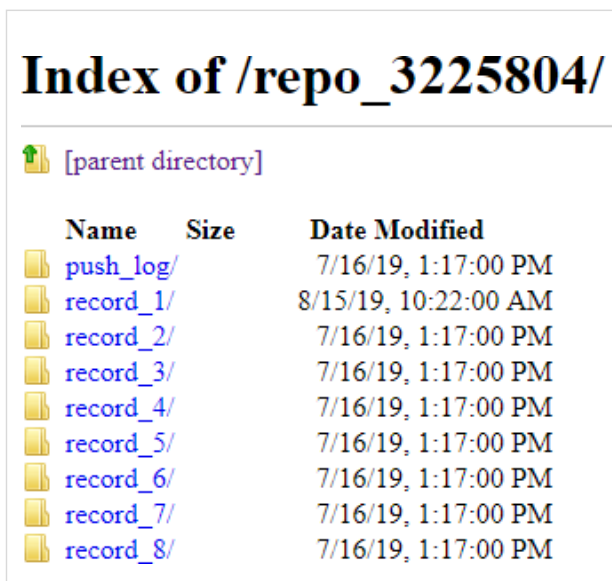 Index of /repo_3225804/
[parent directory]
Name Size Date Modified
push_log/ 7/16/19, 1:17:00 PM
record_1/ 8/15/19, 10:22:00 AM
record_2/ 7/16/19, 1:17:00 PM
record_3/ 7/16/19, 1:17:00 PM
record_4/ 7/16/19, 1:17:00 PM
record_5/ 7/16/19, 1:17:00 PM
record_6/ 7/16/19, 1:17:00 PM
record_7/ 7/16/19, 1:17:00 PM
record_8/ 7/16/19, 1:17:00 PM